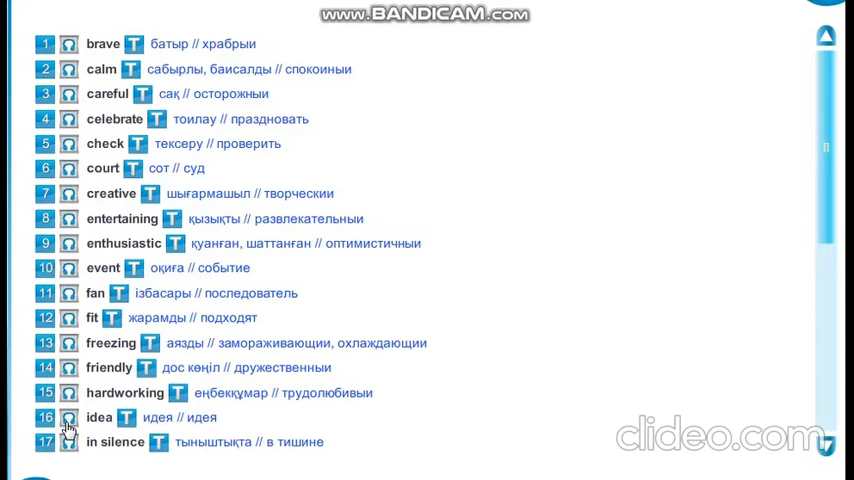 www.BANDICAM.com
1 brave T батыр // храбрыи
2 calm T сабырлы, баисалды // спокоиныи
3 careful T сақ // осторожныи
4 celebrate T тоилау // праздновать
5 check T тексеру // проверить
6 court T сот // суд
7 creative T шығармашыл // творческии
8 entertaining T қызықты // развлекательныи
9 enthusiastic T қуанған, шаттанған // оптимистичныи
10 event T оқиға // событие
11 fan T ізбасары // последователь
12 fit T жарамды // подходят
13 freezing T аязды // замораживающии, охлаждающии
14 friendly T дос көңіл // дружественныи
15 hardworking T еңбекқұмар // трудолюбивыи
16 idea T идея // идея
17 in silence T тыныштықта // в тишине
clideo.com